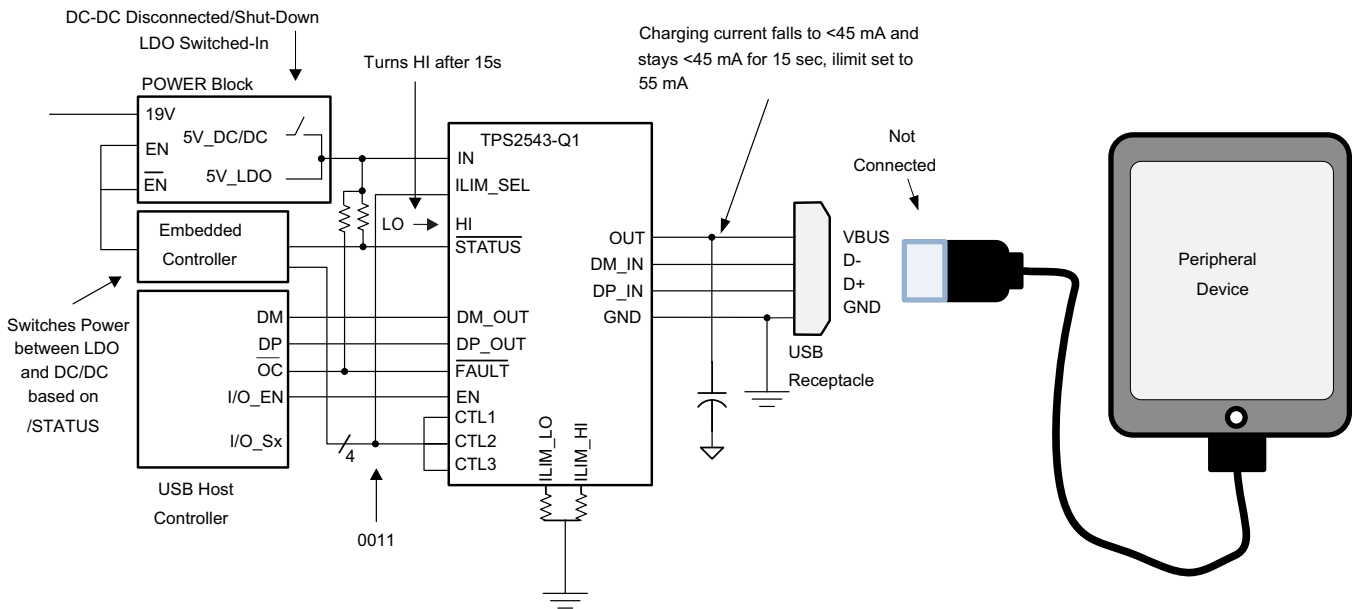 DC-DC Disconnected/Shut-Down
LDO Switched-In
Turns HI after 15s
Charging current falls to <45 mA and
stays <45 mA for 15 sec, ilimit set to
55 mA
POWER Block
19V
5V_DC/DC
EN
5V_LDO
EN
Embedded
Controller
Switches Power
between LDO
and DC/DC
based on
/STATUS
DM
DP
OC
I/O_EN
I/O_Sx
USB Host
Controller
4
0011
LO
HI
TPS2543-Q1
IN
ILIM_SEL
STATUS
DM_OUT
DP_OUT
FAULT
EN
CTL1
CTL2
CTL3
ILIM_LO
ILIM_HI
OUT
DM_IN
DP_IN
GND
VBUS
D-
D+
GND
USB
Receptacle
Not
Connected
Peripheral
Device